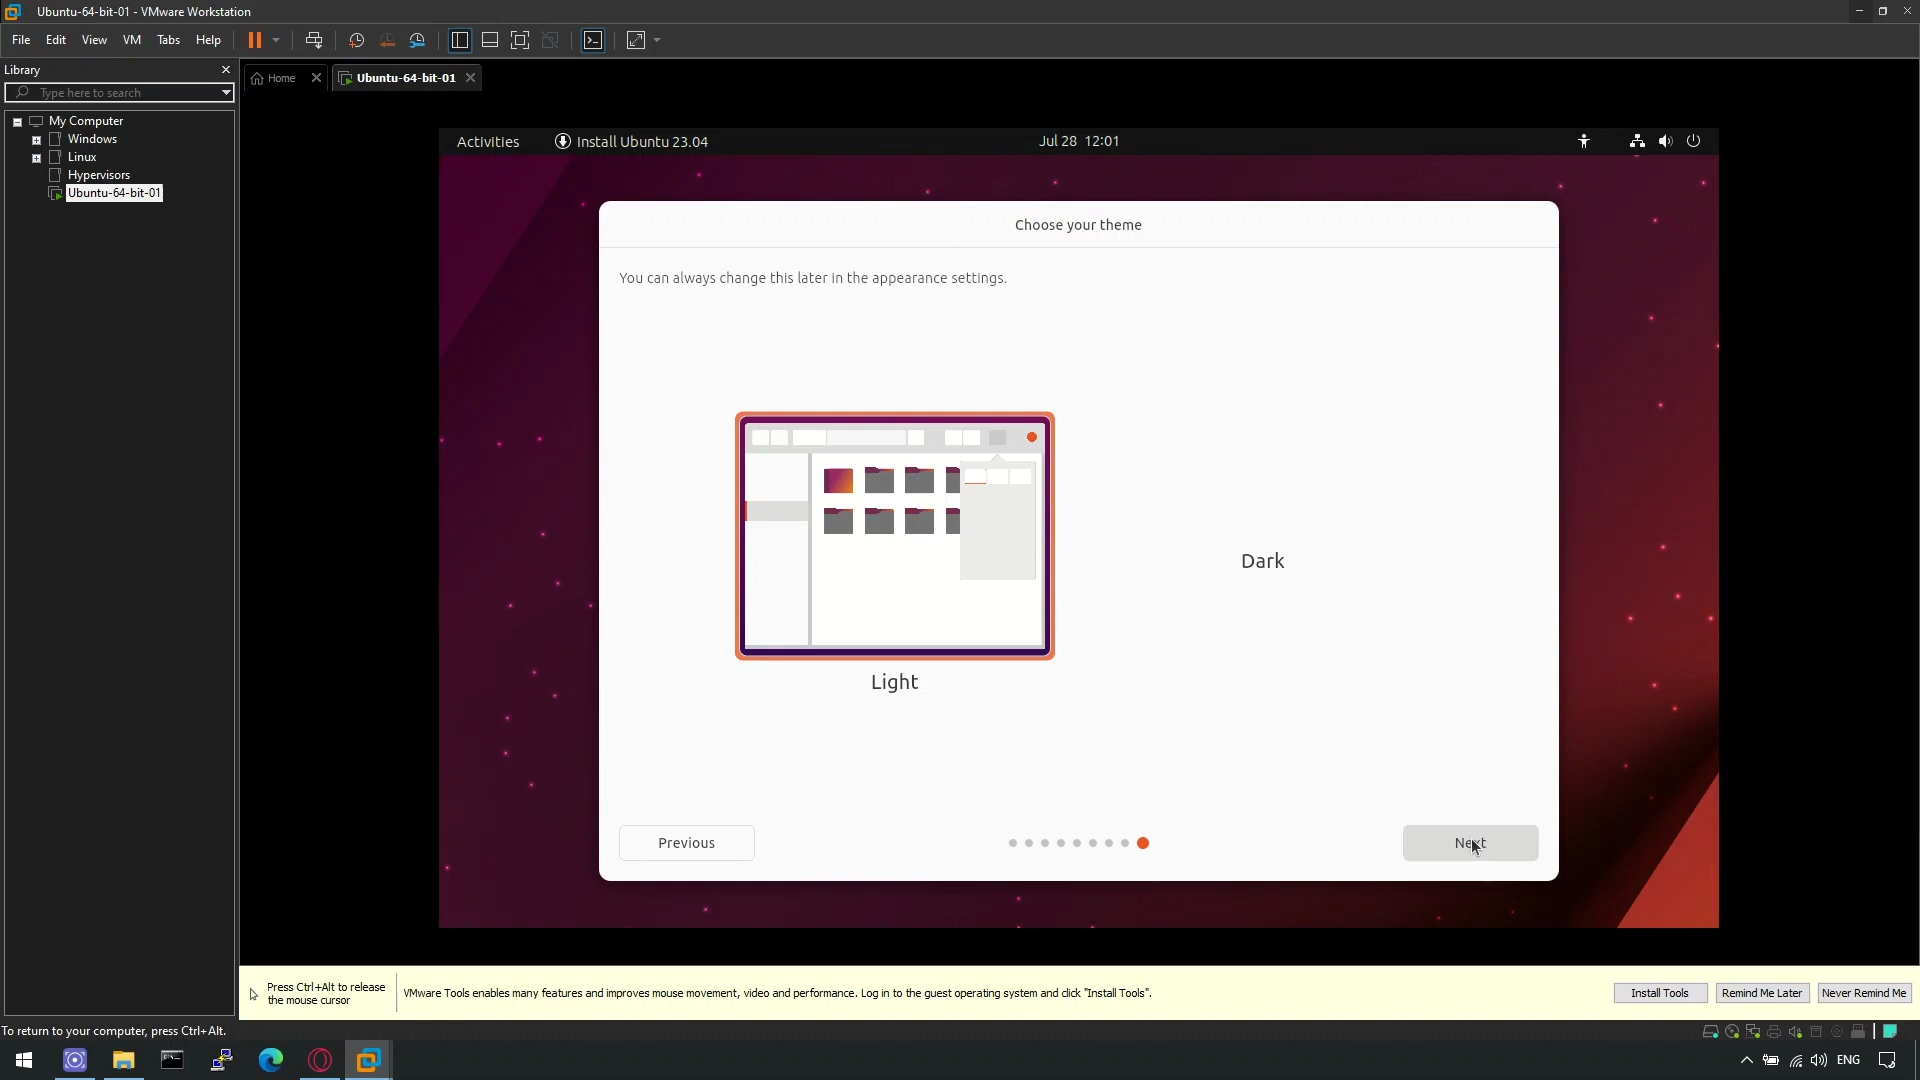 Ubuntu-64-bit-01 - VMware Workstation
File Edit View VM Tabs Help
Library
Type here to search
Home
Ubuntu-64-bit-01
My Computer
Windows
Linux
Hypervisors
Ubuntu-64-bit-01
Activities
Install Ubuntu 23.04
Jul 28 12:01
Choose your theme
You can always change this later in the appearance settings.
Light
Dark
Previous
Next
Press Ctrl+Alt to release
the mouse cursor
VMware Tools enables many features and improves mouse movement, video and performance. Log in to the guest operating system and click "Install Tools".
Install Tools
Remind Me Later
Never Remind Me
To return to your computer, press Ctrl+Alt.
ENG